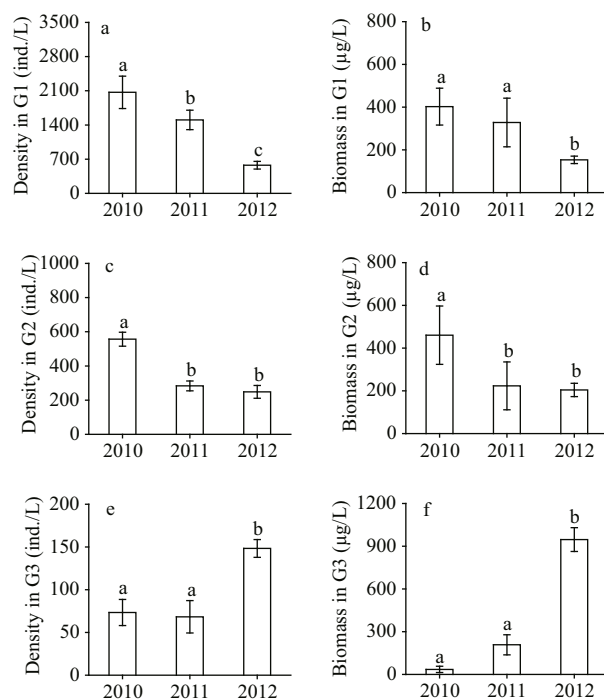 a
Density in G1 (ind./L)
3500
2800
2100
1400
700
0
a
b
c
2010 2011 2012
b
Biomass in G1 (µg/L)
800
600
400
200
0
a
a
b
2010 2011 2012
c
Density in G2 (ind./L)
1000
800
600
400
200
0
a
b
b
2010 2011 2012
d
Biomass in G2 (µg/L)
800
600
400
200
0
a
b
b
2010 2011 2012
e
Density in G3 (ind./L)
200
150
100
50
0
a
a
b
2010 2011 2012
f
Biomass in G3 (µg/L)
1200
900
600
300
0
a
a
b
2010 2011 2012